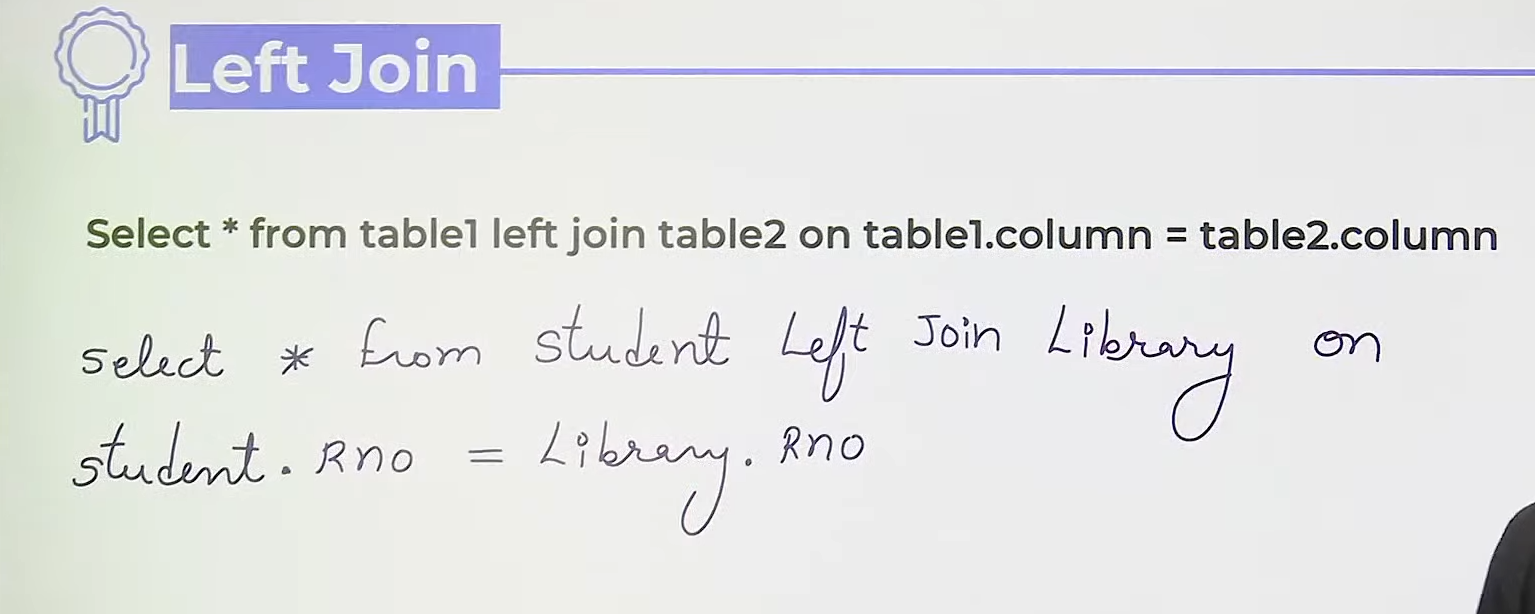 Left Join
Select * from table1 left join table2 on table1.column = table2.column
select * from student Left Join Library on
student. Rno = Library. Rno